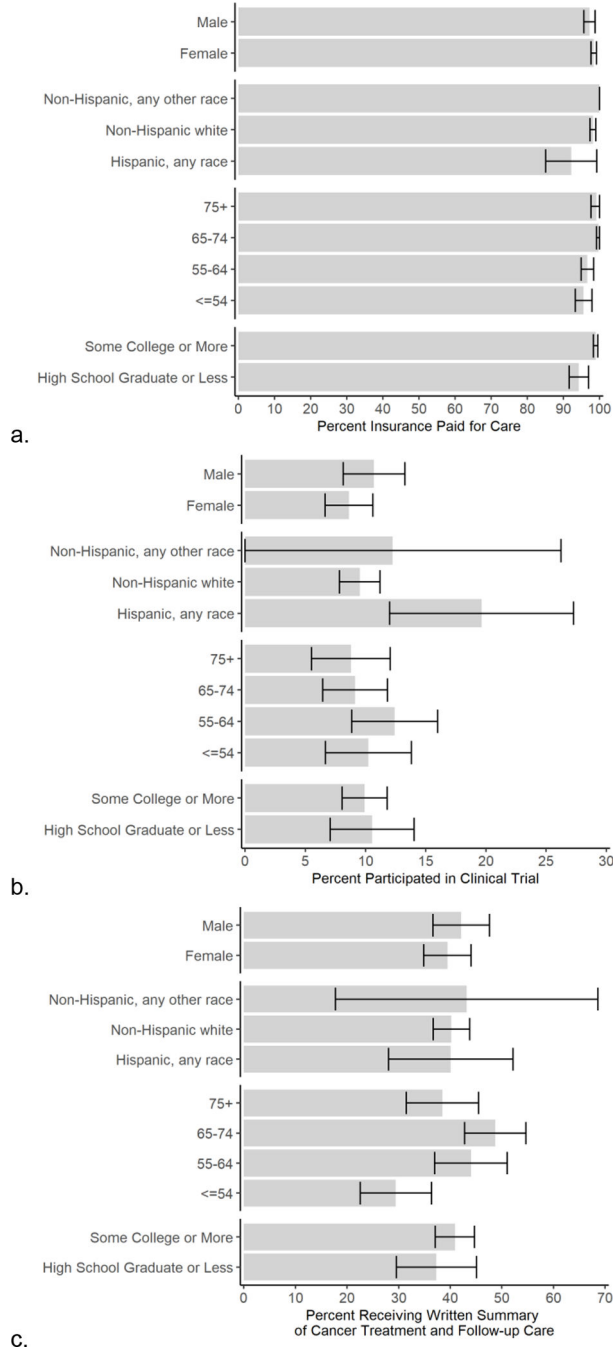 Male
Female
Non-Hispanic, any other race
Non-Hispanic white
Hispanic, any race
75+
65-74
55-64
<=54
Some College or More
High School Graduate or Less
0 10 20 30 40 50 60 70 80 90 100
Percent Insurance Paid for Care
a.
Male
Female
Non-Hispanic, any other race
Non-Hispanic white
Hispanic, any race
75+
65-74
55-64
<=54
Some College or More
High School Graduate or Less
0 5 10 15 20 25 30
Percent Participated in Clinical Trial
b.
Male
Female
Non-Hispanic, any other race
Non-Hispanic white
Hispanic, any race
75+
65-74
55-64
<=54
Some College or More
High School Graduate or Less
0 10 20 30 40 50 60 70
Percent Receiving Written Summary
of Cancer Treatment and Follow-up Care
c.